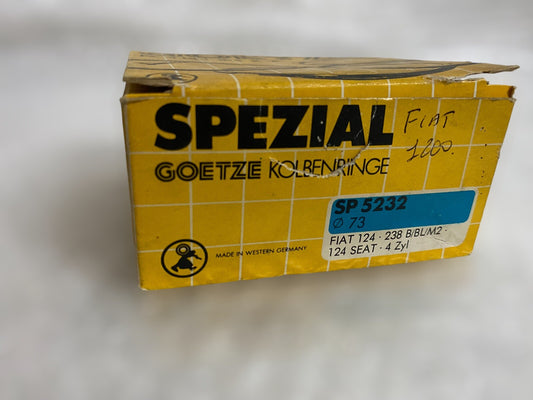 SPEZIAL
GOETZE KOLBENRINGE
FIAT
1200.
SP 5232
Ø 73
FIAT 124 · 238 B/BL/M2 ·
124 SEAT · 4 Zyl
MADE IN WESTERN GERMANY